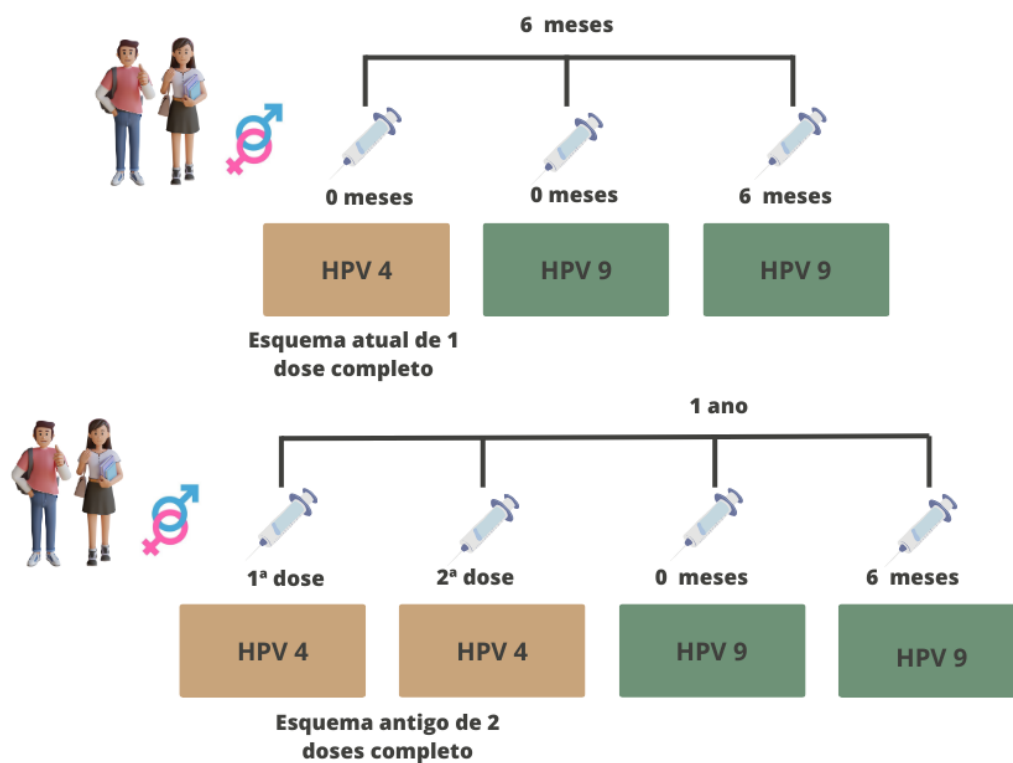 6 meses
0 meses
0 meses
6 meses
HPV 4
HPV 9
HPV 9
Esquema atual de 1
dose completo
1 ano
1ª dose
2ª dose
0 meses
6 meses
HPV 4
HPV 4
HPV 9
HPV 9
Esquema antigo de 2
doses completo